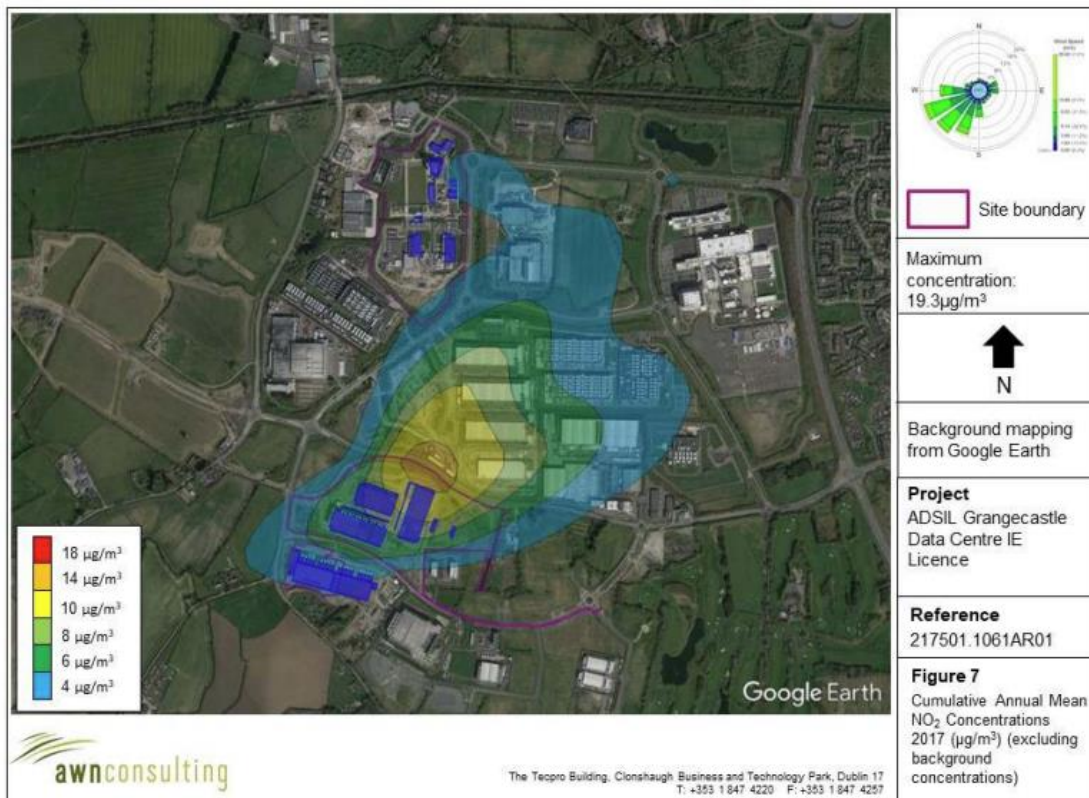 N
W
E
S
Wind Speed
Site boundary
Maximum
concentration:
19.3µg/m³
N
Background mapping
from Google Earth
Project
ADSIL Grangecastle
Data Centre IE
Licence
Reference
217501.1061AR01
Figure 7
Cumulative Annual Mean
NO₂ Concentrations
2017 (µg/m³) (excluding
background
concentrations)
18 µg/m³
14 µg/m³
10 µg/m³
8 µg/m³
6 µg/m³
4 µg/m³
Google Earth
awnconsulting
The Tecpro Building, Clonshaugh Business and Technology Park, Dublin 17
T: +353 1 847 4220 F: +353 1 847 4257